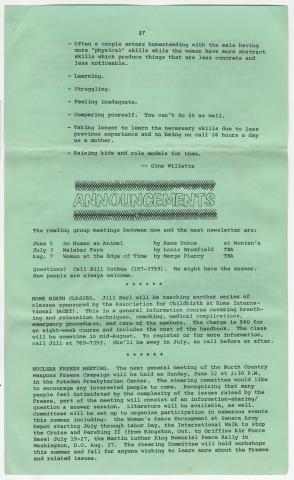 27
- Often a couple enters homesteading with the male having
more "physical" skills while the woman have more abstract
skills which produce things that are less concrete and
less noticeable.
- Learning.
- Struggling.
- Feeling inadequate.
- Comparing yourself. You can't do it as well.
- Taking longer to learn the necessary skills due to less
previous experience and to being on call 24 hours a day
as a mother.
- Raising kids and role models for them.
-- Gina Willette
ANNOUNCEMENTS
The reading group meetings between now and the next newsletter are:
June 5 So Human an Animal by Rene Dubos at Montan's
July 3 Malabar Farm by Louis Bromfield TBA
Aug. 7 Woman at the Edge of Time by Marge Piercy TBA
Questions? Call Bill Sutkus (287-3759). He might have the answer.
New people are always welcome.
* * * * * *
HOME BIRTH CLASSES. Jill Breit will be teaching another series of
classes sponsored by the Association for Childbirth at Home Interna-
tional (ACHI). This is a general information course covering breath-
ing and relaxation techniques, coaching, medical complications,
emergency procedures, and care of the newborn. The charge is $40 for
an eight-week course and includes the cost of the handbook. The class
will be sometime in mid-August. To register or for more information,
call Jill at 769-7353. She'll be away in July, so call before or after.
* * * * * *
NUCLEAR FREEZE MEETING. The next general meeting of the North Country
Weapons Freeze Campaign will be held on Sunday, June 12 at 2:30 P.M.
in the Potsdam Presbyterian Center. The steering committee would like
to encourage any interested people to come. Recognizing that many
people feel intimidated by the complexity of the issues raised by the
Freeze, part of the meeting will consist of an information-sharing/
question & answer session. Literature will be available, as well.
Committees will be set up to organize participation in numerous events
this summer including: the Women's Peace Encampment at Seneca Army
Depot starting July through Labor Day, the International Walk to Stop
the Cruise and Pershing II (from Kingston, Ont. to Griffiss Air Force
Base) July 19-27, the Martin Luther King Memorial Peace Rally in
Washington, D.C. Aug. 27. The Steering Committee will hold workshops
this summer and fall for anyone wishing to learn more about the Freeze
and related issues.